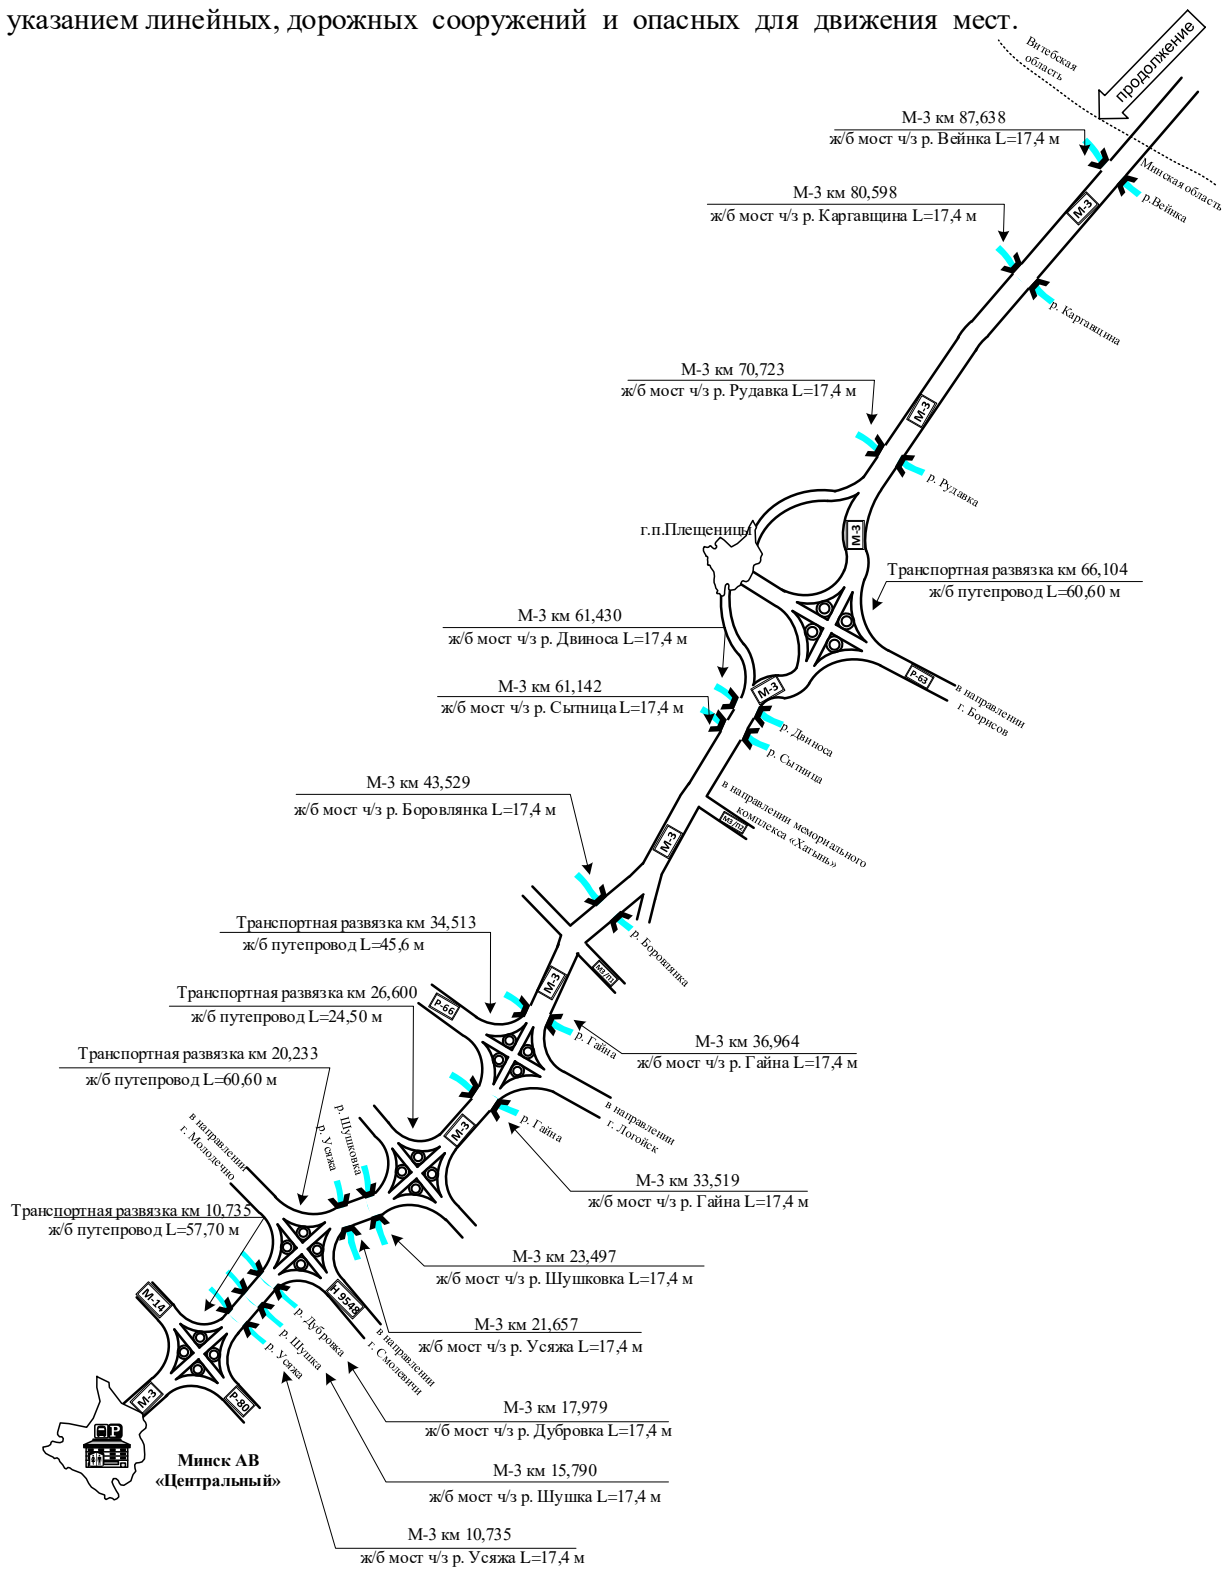 указанием линейных, дорожных сооружений и опасных для движения мест.
Витебская
область
продолжение
М-3 км 87,638
ж/б мост ч/з р. Вейнка L=17,4 м
Минская область
р.Вейнка
М-3
М-3 км 80,598
ж/б мост ч/з р. Каргавщина L=17,4 м
р. Каргавщина
М-3 км 70,723
ж/б мост ч/з р. Рудавка L=17,4 м
М-3
р. Рудавка
г.п.Плещеницы
М-3
Транспортная развязка км 66,104
ж/б путепровод L=60,60 м
М-3 км 61,430
ж/б мост ч/з р. Двиноса L=17,4 м
Р-63
в направлении
г. Борисов
М-3 км 61,142
ж/б мост ч/з р. Сытница L=17,4 м
М-3
р. Двиноса
р. Сытница
М-3 км 43,529
ж/б мост ч/з р. Боровлянка L=17,4 м
в направлении мемориального
комплекса «Хатынь»
М3/П2
М-3
Транспортная развязка км 34,513
ж/б путепровод L=45,6 м
р. Боровлянка
М3/П1
М-3
Транспортная развязка км 26,600
ж/б путепровод L=24,50 м
Р-66
р. Гайна
М-3 км 36,964
ж/б мост ч/з р. Гайна L=17,4 м
Транспортная развязка км 20,233
ж/б путепровод L=60,60 м
в направлении
г. Логойск
р. Гайна
М-3
в направлении
г. Молодечно
р. Усяжа
р. Шушковка
М-3 км 33,519
ж/б мост ч/з р. Гайна L=17,4 м
Транспортная развязка км 10,735
ж/б путепровод L=57,70 м
М-3 км 23,497
ж/б мост ч/з р. Шушковка L=17,4 м
М-14
Н 9548
р. Дубровка
р. Шушка
р. Усяжа
в направлении
г. Смолевичи
М-3 км 21,657
ж/б мост ч/з р. Усяжа L=17,4 м
М-3
Р-80
М-3 км 17,979
ж/б мост ч/з р. Дубровка L=17,4 м
P
Минск АВ
«Центральный»
М-3 км 15,790
ж/б мост ч/з р. Шушка L=17,4 м
М-3 км 10,735
ж/б мост ч/з р. Усяжа L=17,4 м